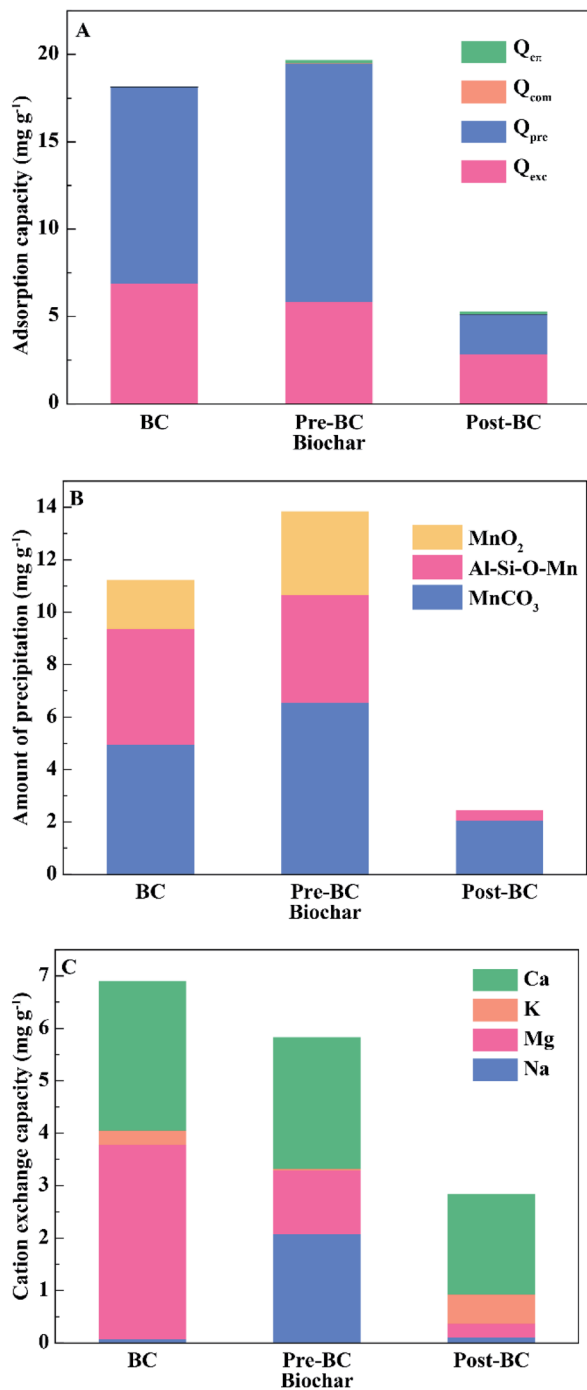 A
Adsorption capacity (mg g⁻¹)
20
15
10
5
0
Q_cπ
Q_com
Q_pre
Q_exc
BC
Pre-BC
Post-BC
Biochar
B
Amount of precipitation (mg g⁻¹)
14
12
10
8
6
4
2
0
MnO₂
Al-Si-O-Mn
MnCO₃
BC
Pre-BC
Post-BC
Biochar
C
Cation exchange capacity (mg g⁻¹)
7
6
5
4
3
2
1
0
Ca
K
Mg
Na
BC
Pre-BC
Post-BC
Biochar